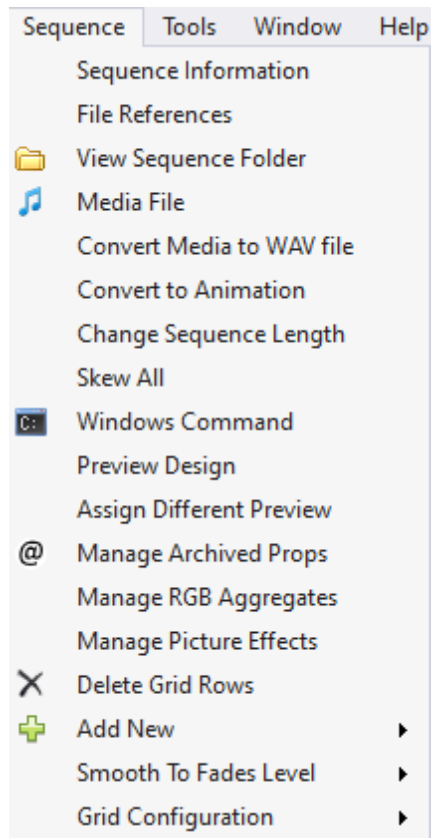 Sequence Tools Window Help
Sequence Information
File References
View Sequence Folder
Media File
Convert Media to WAV file
Convert to Animation
Change Sequence Length
Skew All
C: Windows Command
Preview Design
Assign Different Preview
@ Manage Archived Props
Manage RGB Aggregates
Manage Picture Effects
Delete Grid Rows
Add New
Smooth To Fades Level
Grid Configuration